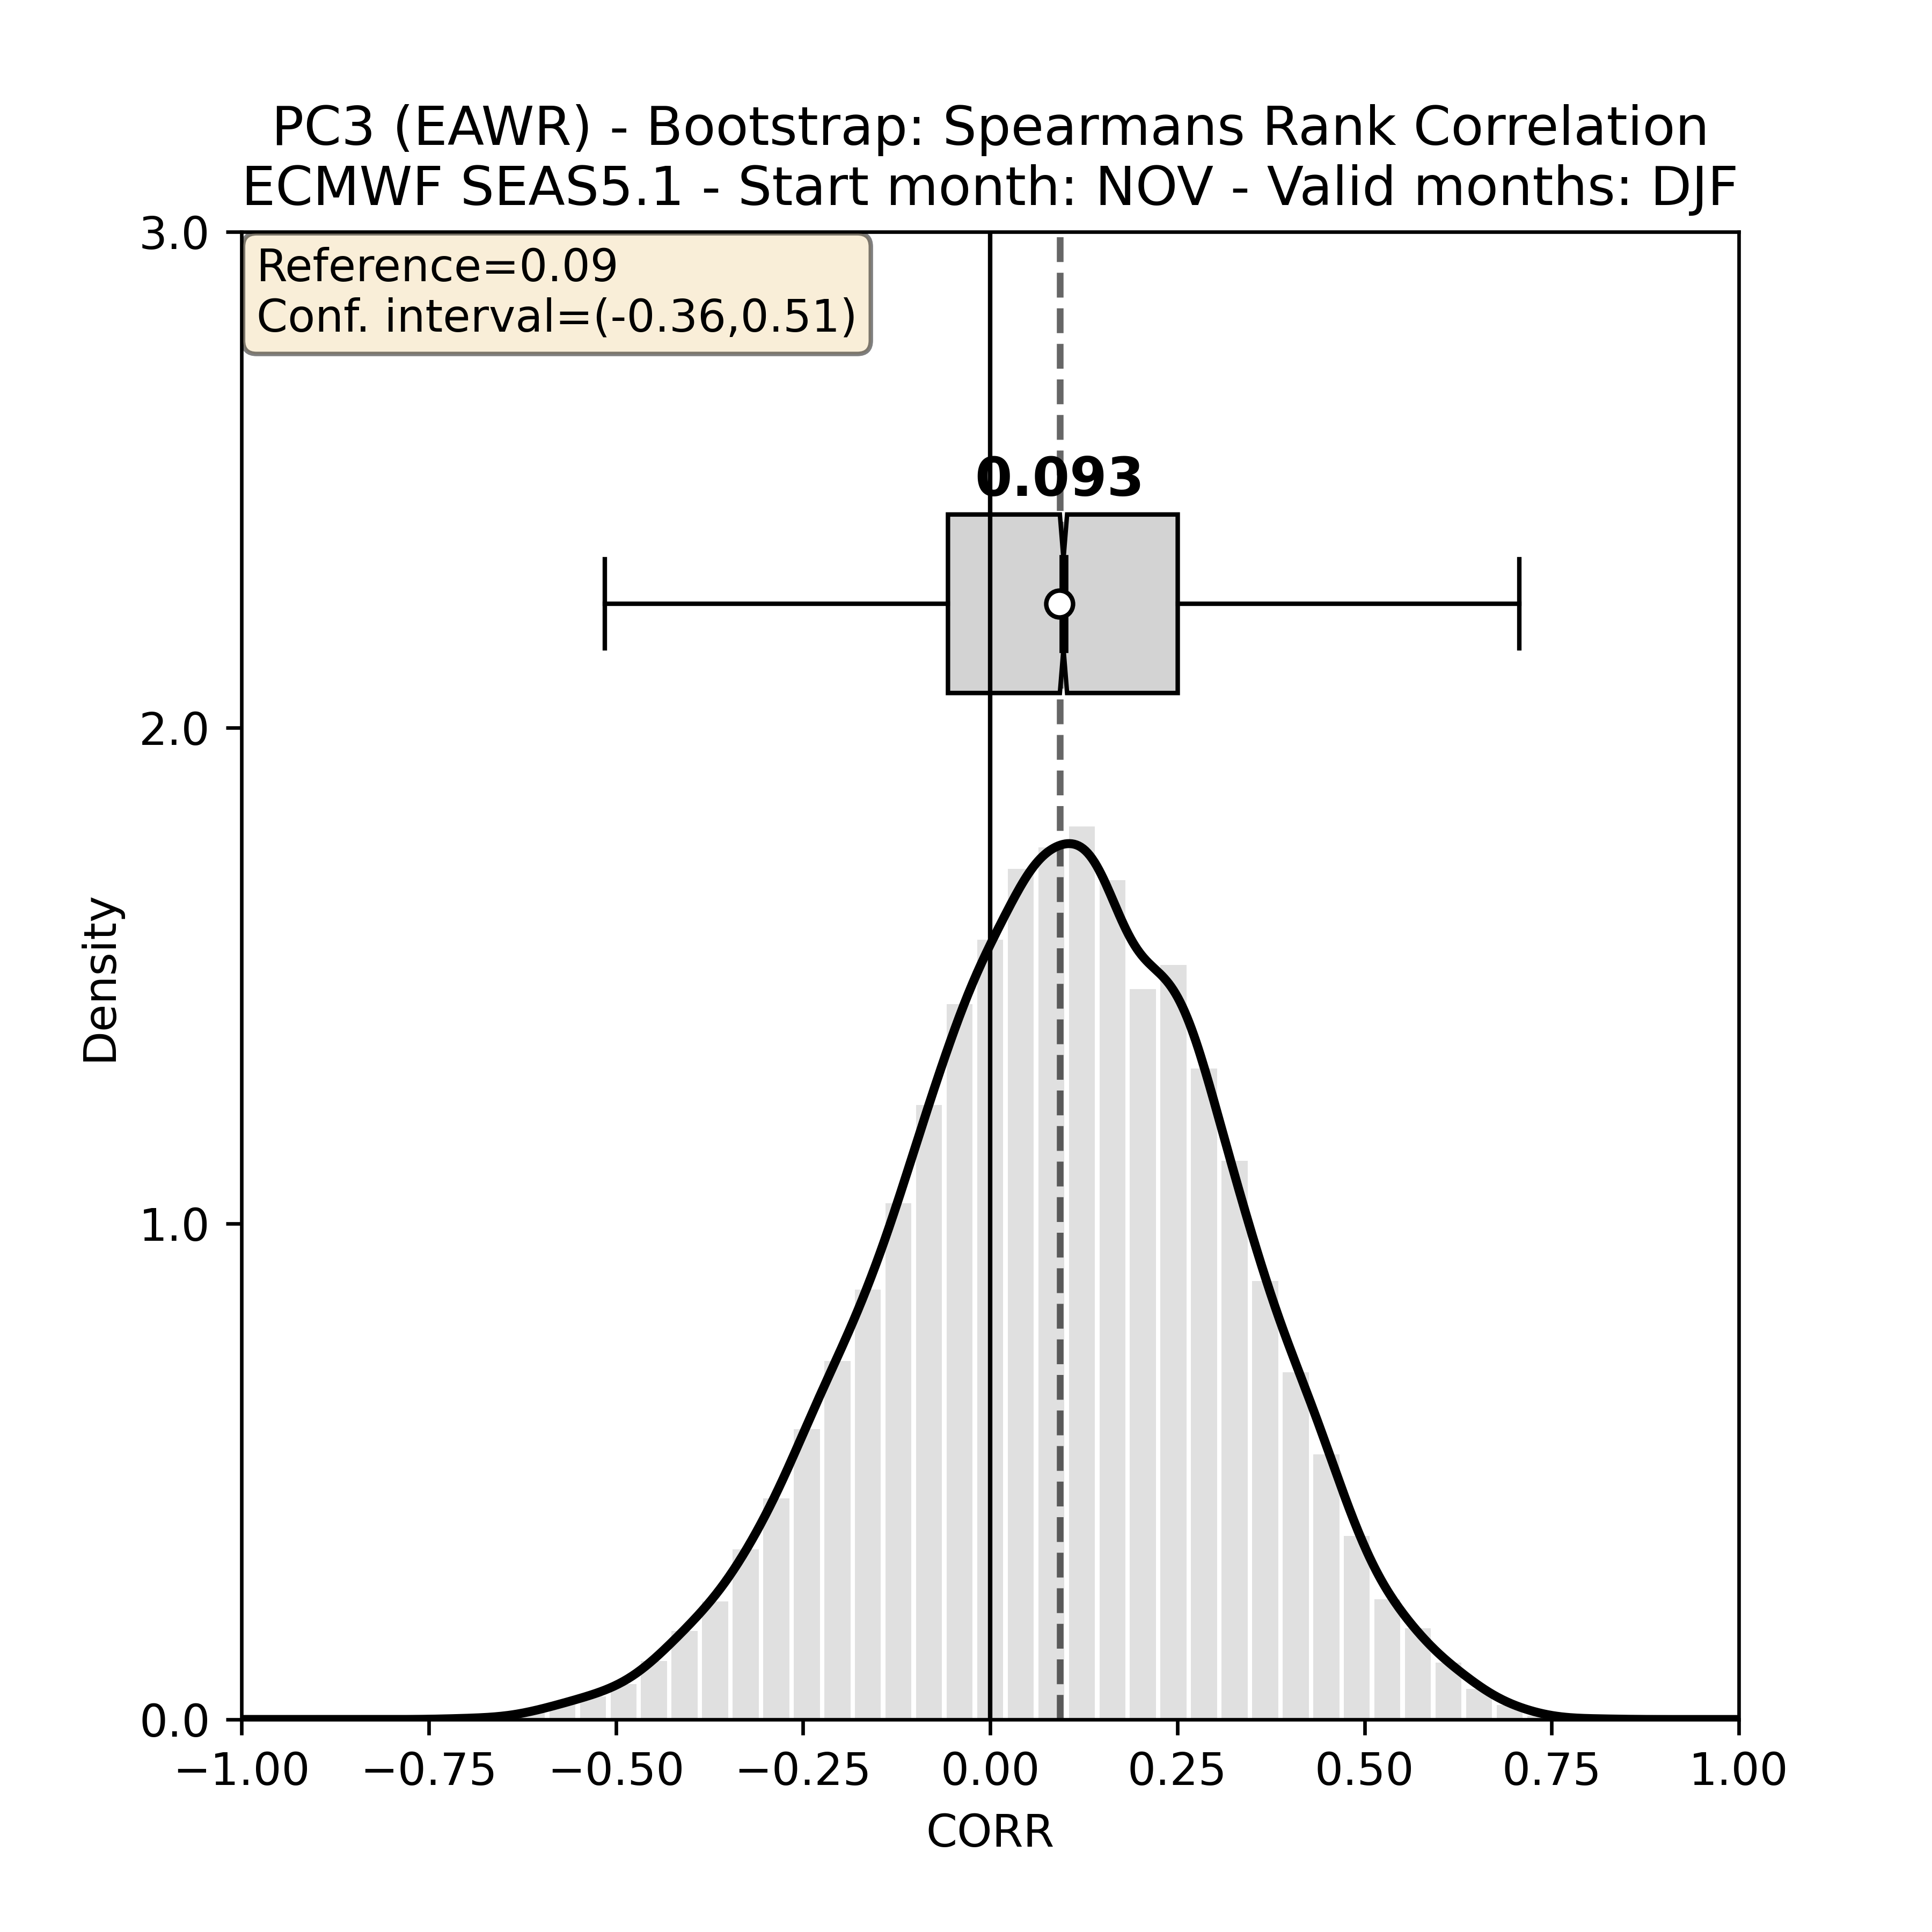 PC3 (EAWR) - Bootstrap: Spearmans Rank Correlation
ECMWF SEAS5.1 - Start month: NOV - Valid months: DJF
3.0
Reference=0.09
Conf. interval=(-0.36,0.51)
0.093
2.0
Density
1.0
0.0
−1.00 −0.75 −0.50 −0.25 0.00 0.25 0.50 0.75 1.00
CORR